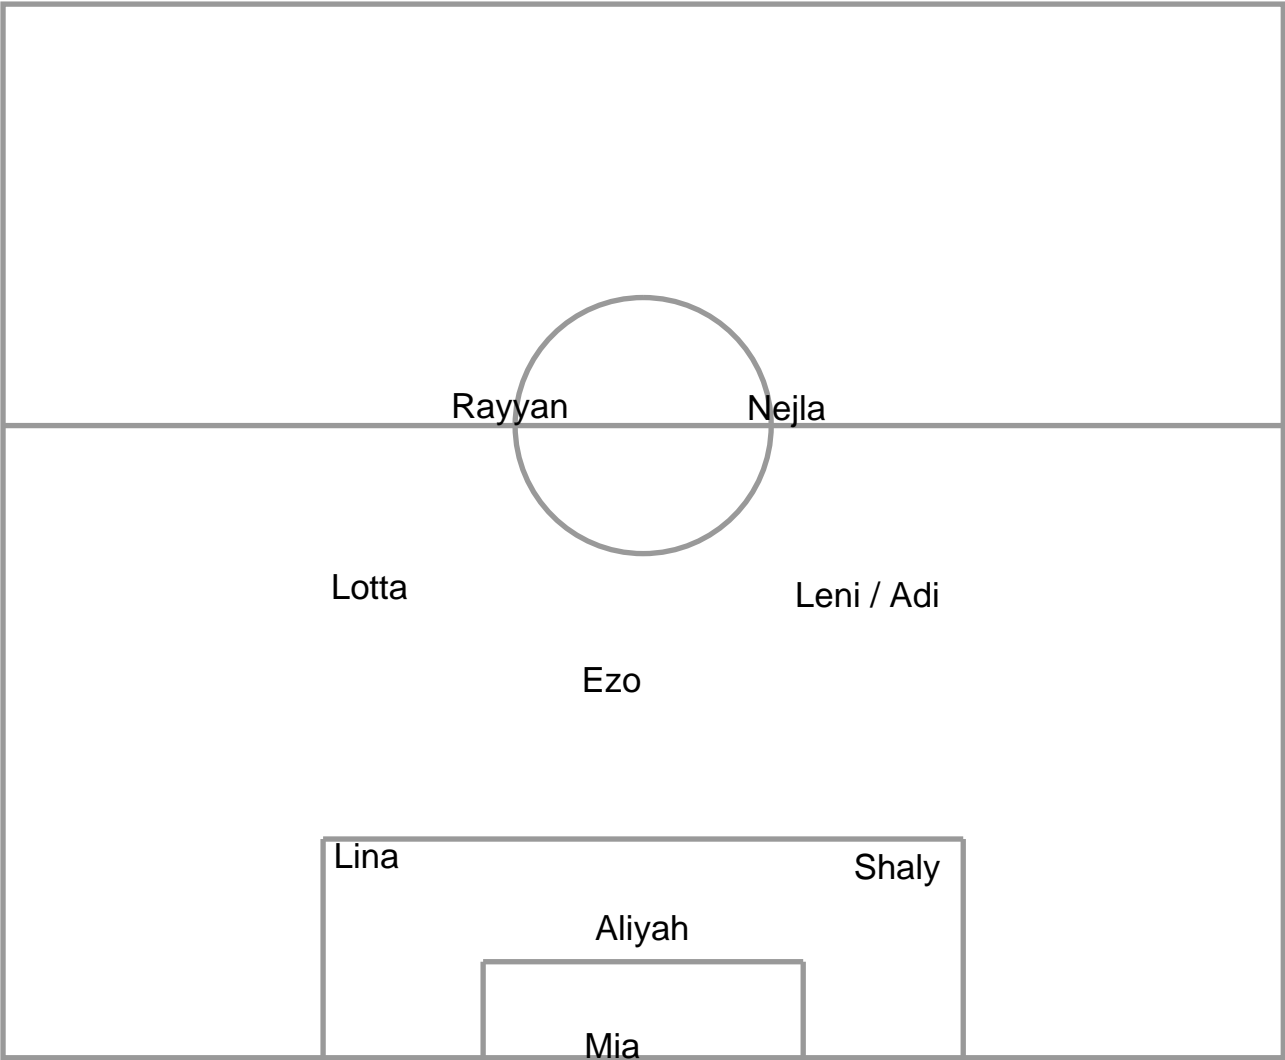 Rayyan
Nejla
Lotta
Leni / Adi
Ezo
Lina
Shaly
Aliyah
Mia